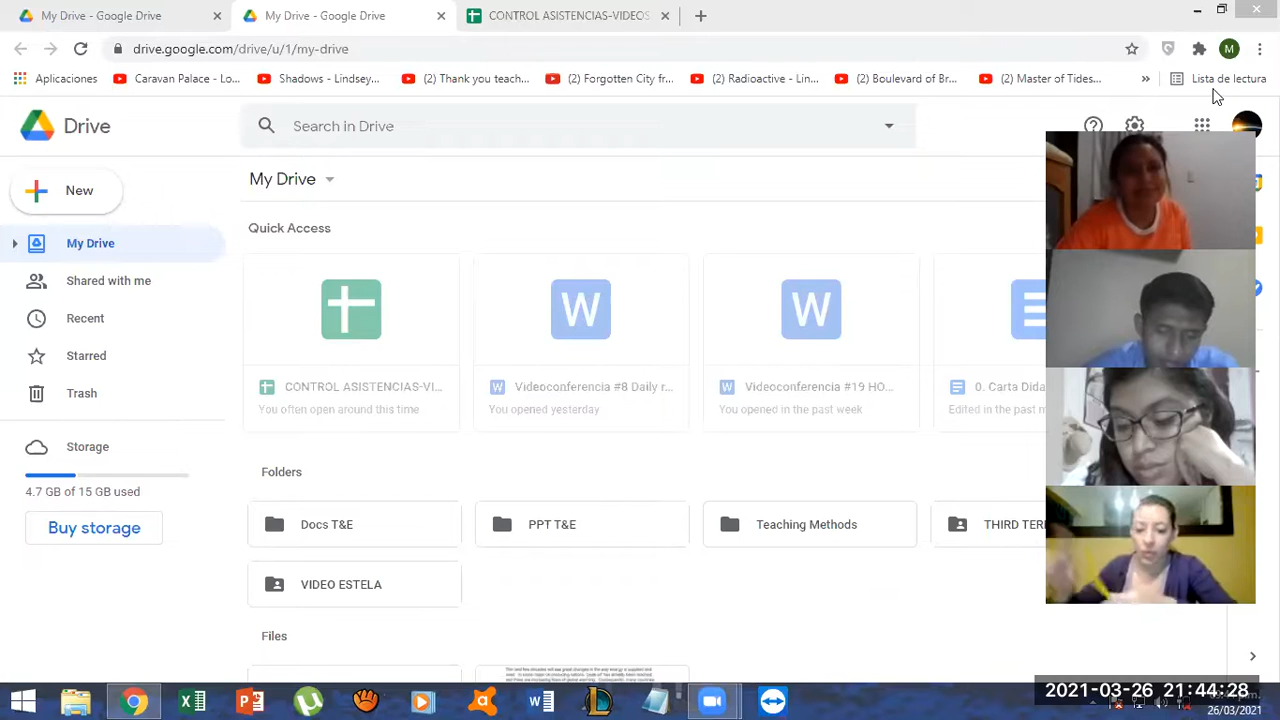 My Drive - Google Drive
My Drive - Google Drive
CONTROL ASISTENCIAS-VIDEOS
drive.google.com/drive/u/1/my-drive
M
Aplicaciones
Caravan Palace - Lo...
Shadows - Lindsey...
(2) Thank you teach...
(2) Forgotten City fr...
(2) Radioactive - Lin...
(2) Boulevard of Br...
(2) Master of Tides...
Lista de lectura
Drive
Search in Drive
New
My Drive
My Drive
Shared with me
Recent
Starred
Trash
Storage
4.7 GB of 15 GB used
Buy storage
Quick Access
W
W
CONTROL ASISTENCIAS-VI...
You often open around this time
Videoconferencia #8 Daily r...
You opened yesterday
Videoconferencia #19 HO...
You opened in the past week
0. Carta Dida
Edited in the past m
Folders
Docs T&E
PPT T&E
Teaching Methods
THIRD TER
VIDEO ESTELA
Files
2021-03-26 21:44:28
26/03/2021